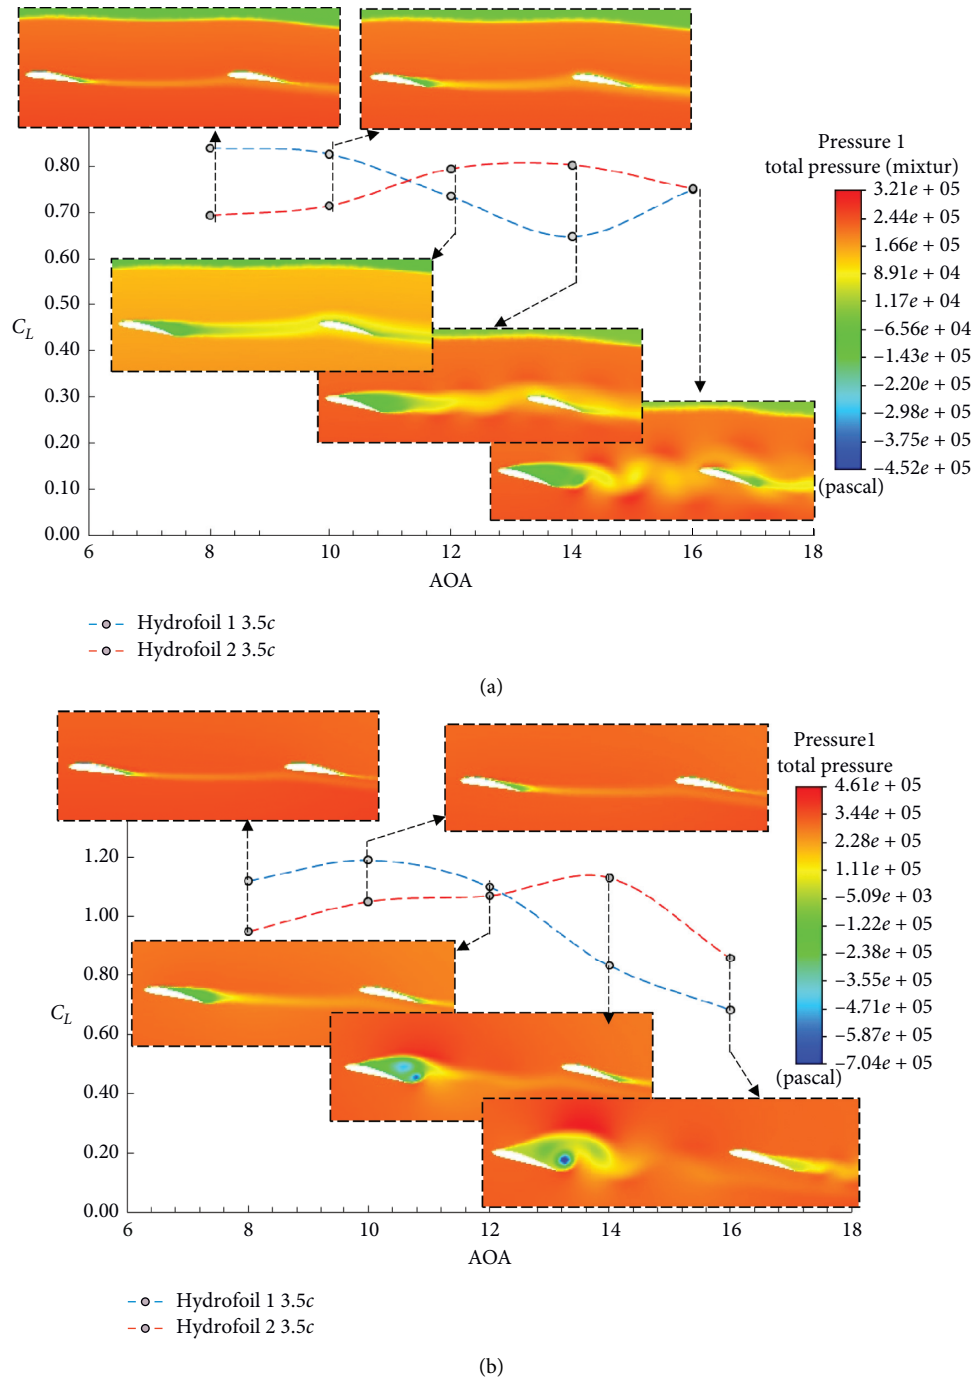 Pressure 1
total pressure (mixtur)
3.21e + 05
2.44e + 05
1.66e + 05
8.91e + 04
1.17e + 04
−6.56e + 04
−1.43e + 05
−2.20e + 05
−2.98e + 05
−3.75e + 05
−4.52e + 05
(pascal)
0.80
0.70
0.60
0.50
0.40
0.30
0.20
0.10
0.00
C_L
6 8 10 12 14 16 18
AOA
Hydrofoil 1 3.5c
Hydrofoil 2 3.5c
(a)
Pressure1
total pressure
4.61e + 05
3.44e + 05
2.28e + 05
1.11e + 05
−5.09e + 03
−1.22e + 05
−2.38e + 05
−3.55e + 05
−4.71e + 05
−5.87e + 05
−7.04e + 05
(pascal)
1.20
1.00
0.80
0.60
0.40
0.20
0.00
C_L
6 8 10 12 14 16 18
AOA
Hydrofoil 1 3.5c
Hydrofoil 2 3.5c
(b)